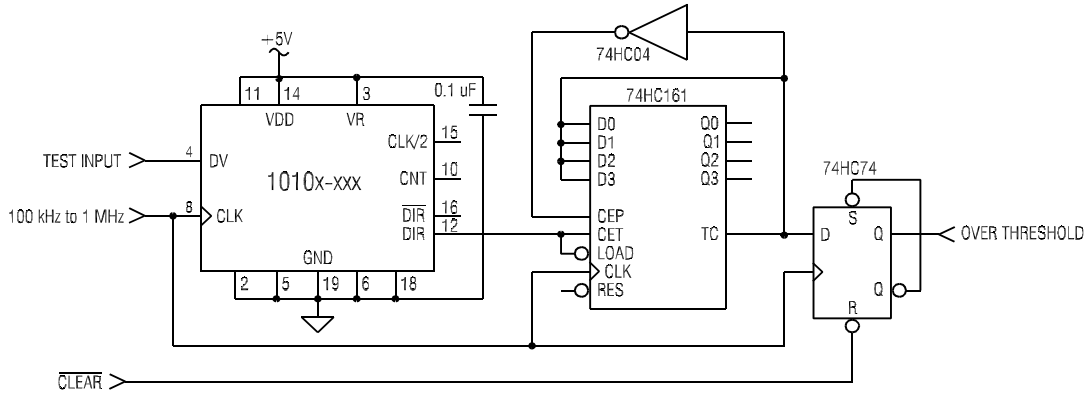 +5V
74HC04
0.1 uF
74HC161
11
14
3
VDD
VR
CLK/2
15
D0
Q0
D1
Q1
D2
Q2
D3
Q3
TEST INPUT
4
DV
1010x-xxx
CNT
10
74HC74
100 kHz to 1 MHz
8
CLK
DIR
16
DIR
12
CEP
CET
TC
LOAD
CLK
RES
S
D
Q
OVER THRESHOLD
Q
R
GND
2
5
19
6
18
CLEAR